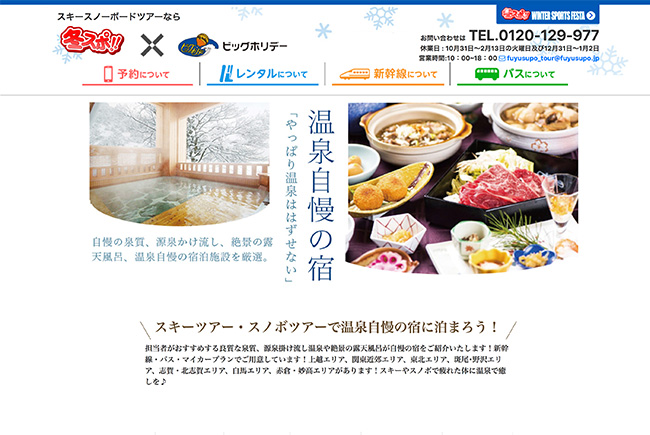 スキースノーボードツアーなら
冬スポ!!
WINTER SPORTS FESTA
冬スポ!!
×
ビッグホリデー
お問い合わせは TEL.0120-129-977
休業日：10月31日〜2月13日の火曜日及び12月31日〜1月2日
営業時間:10：00~18：00 fuyusupo_tour@fuyusupo.jp
予約について
レンタルについて
新幹線について
バスについて
温泉自慢の宿
「やっぱり温泉ははずせない」
自慢の泉質、源泉かけ流し、絶景の露
天風呂、温泉自慢の宿泊施設を厳選。
スキーツアー・スノボツアーで温泉自慢の宿に泊まろう！
担当者がおすすめする良質な泉質、源泉掛け流し温泉や絶景の露天風呂が自慢の宿をご紹介いたします！新幹
線・バス・マイカープランでご用意しています！上越エリア、関東近郊エリア、東北エリア、斑尾・野沢エリ
ア、志賀・北志賀エリア、白馬エリア、赤倉・妙高エリアがあります！スキーやスノボで疲れた体に温泉で癒
しを♪